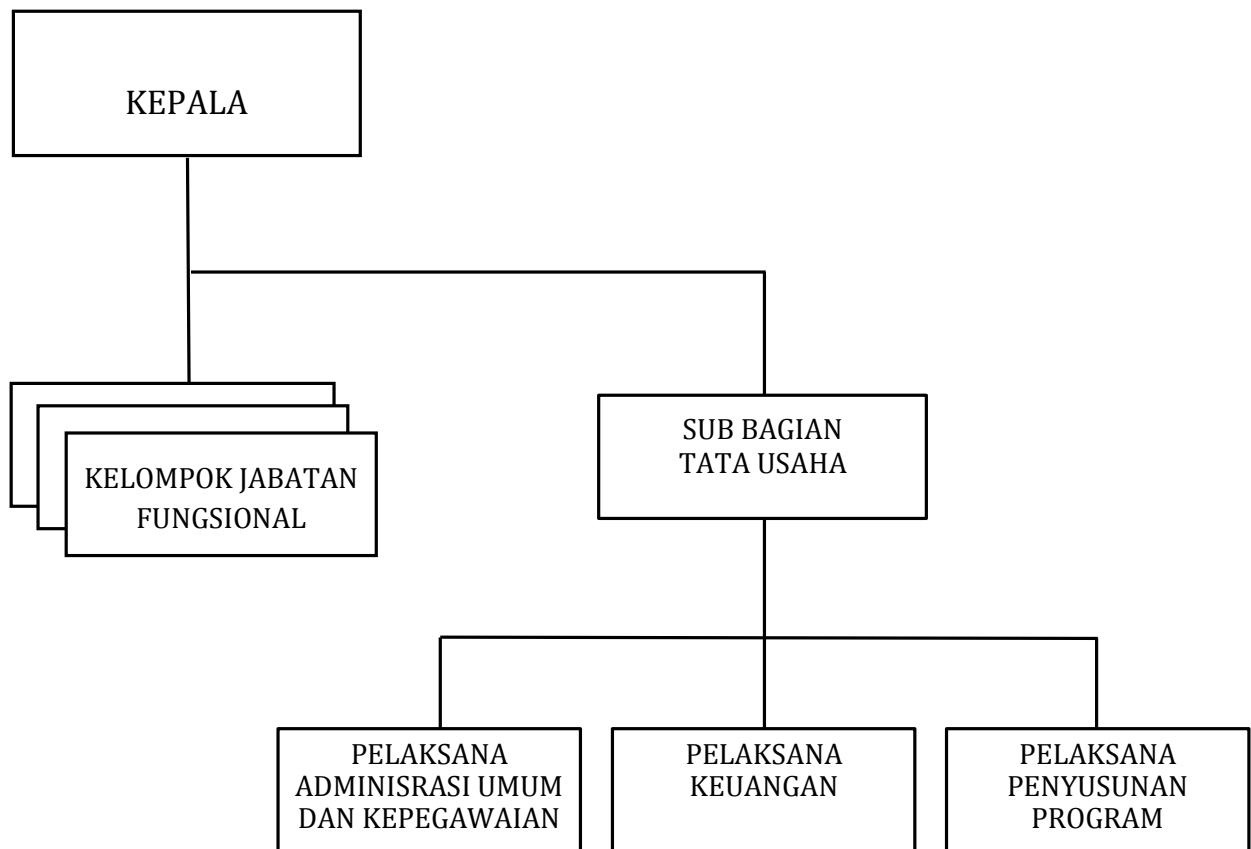 KEPALA
KELOMPOK JABATAN
FUNGSIONAL
SUB BAGIAN
TATA USAHA
PELAKSANA
ADMINISRASI UMUM
DAN KEPEGAWAIAN
PELAKSANA
KEUANGAN
PELAKSANA
PENYUSUNAN
PROGRAM